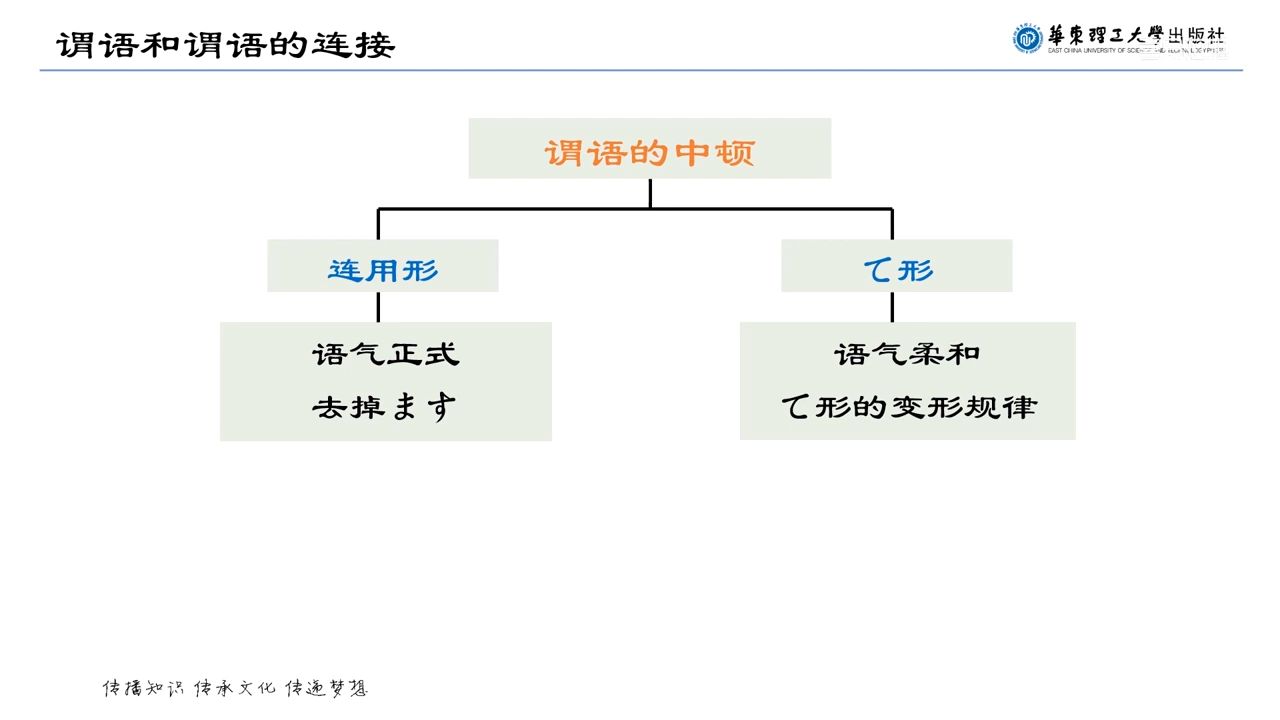 谓语和谓语的连接
華東理工大學出版社
谓语的中顿
连用形
て形
语气正式
去掉ます
语气柔和
て形的变形规律
传播知识 传承文化 传递梦想